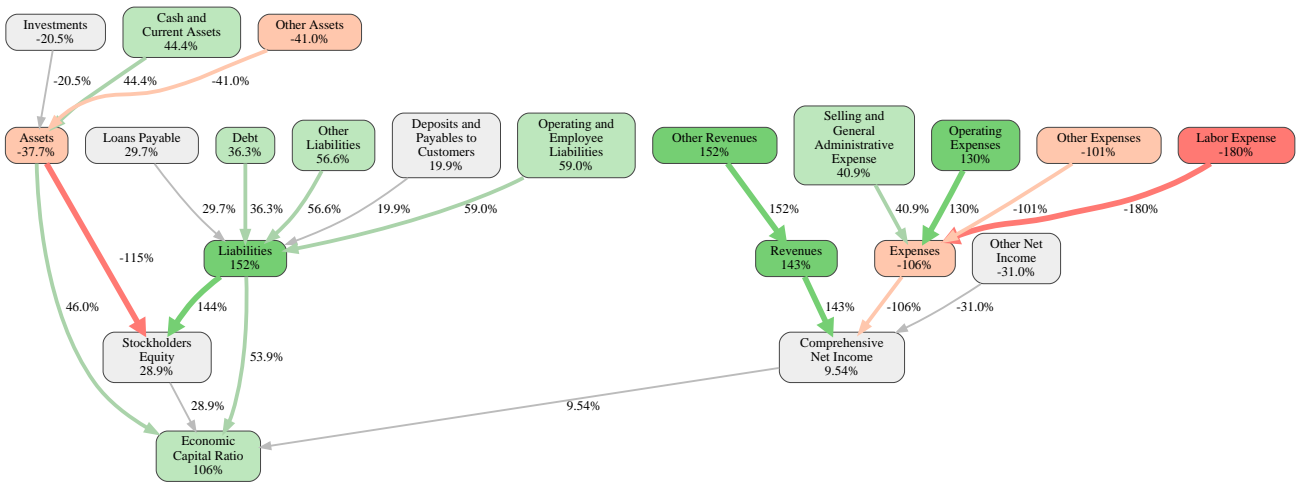 Investments
-20.5%
Cash and
Current Assets
44.4%
Other Assets
-41.0%
-20.5%
44.4%
-41.0%
Assets
-37.7%
Loans Payable
29.7%
Debt
36.3%
Other
Liabilities
56.6%
Deposits and
Payables to
Customers
19.9%
Operating and
Employee
Liabilities
59.0%
Other Revenues
152%
Selling and
General
Administrative
Expense
40.9%
Operating
Expenses
130%
Other Expenses
-101%
Labor Expense
-180%
29.7%
36.3%
56.6%
19.9%
59.0%
152%
40.9%
130%
-101%
-180%
Liabilities
152%
Revenues
143%
Expenses
-106%
Other Net
Income
-31.0%
-115%
46.0%
144%
53.9%
143%
-106%
-31.0%
Stockholders
Equity
28.9%
Comprehensive
Net Income
9.54%
28.9%
9.54%
Economic
Capital Ratio
106%